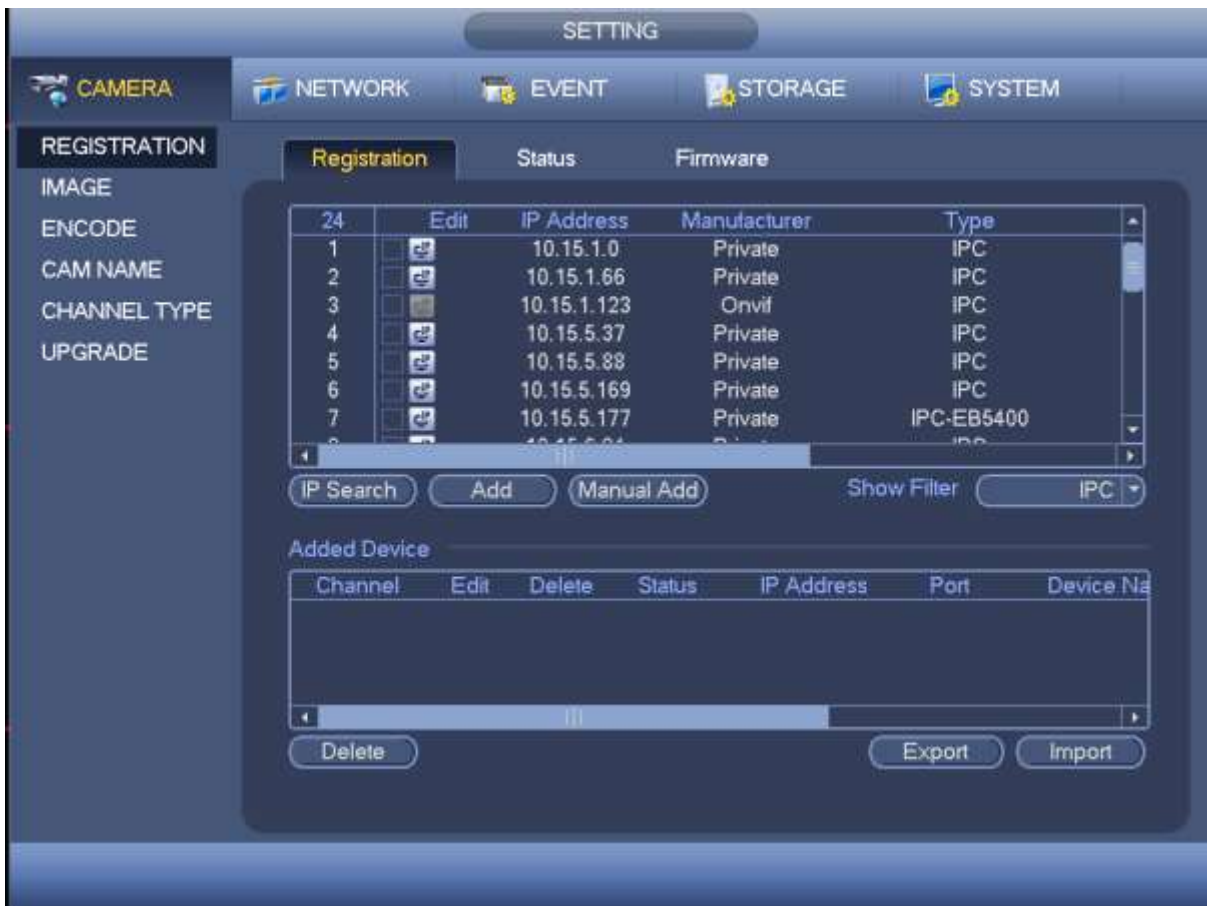 SETTING
CAMERA NETWORK EVENT STORAGE SYSTEM
REGISTRATION
IMAGE
ENCODE
CAM NAME
CHANNEL TYPE
UPGRADE
Registration Status Firmware
24 Edit IP Address Manufacturer Type
1 10.15.1.0 Private IPC
2 10.15.1.66 Private IPC
3 10.15.1.123 Onvif IPC
4 10.15.5.37 Private IPC
5 10.15.5.88 Private IPC
6 10.15.5.169 Private IPC
7 10.15.5.177 Private IPC-EB5400
IP Search Add Manual Add Show Filter IPC
Added Device
Channel Edit Delete Status IP Address Port Device Na
Delete Export Import